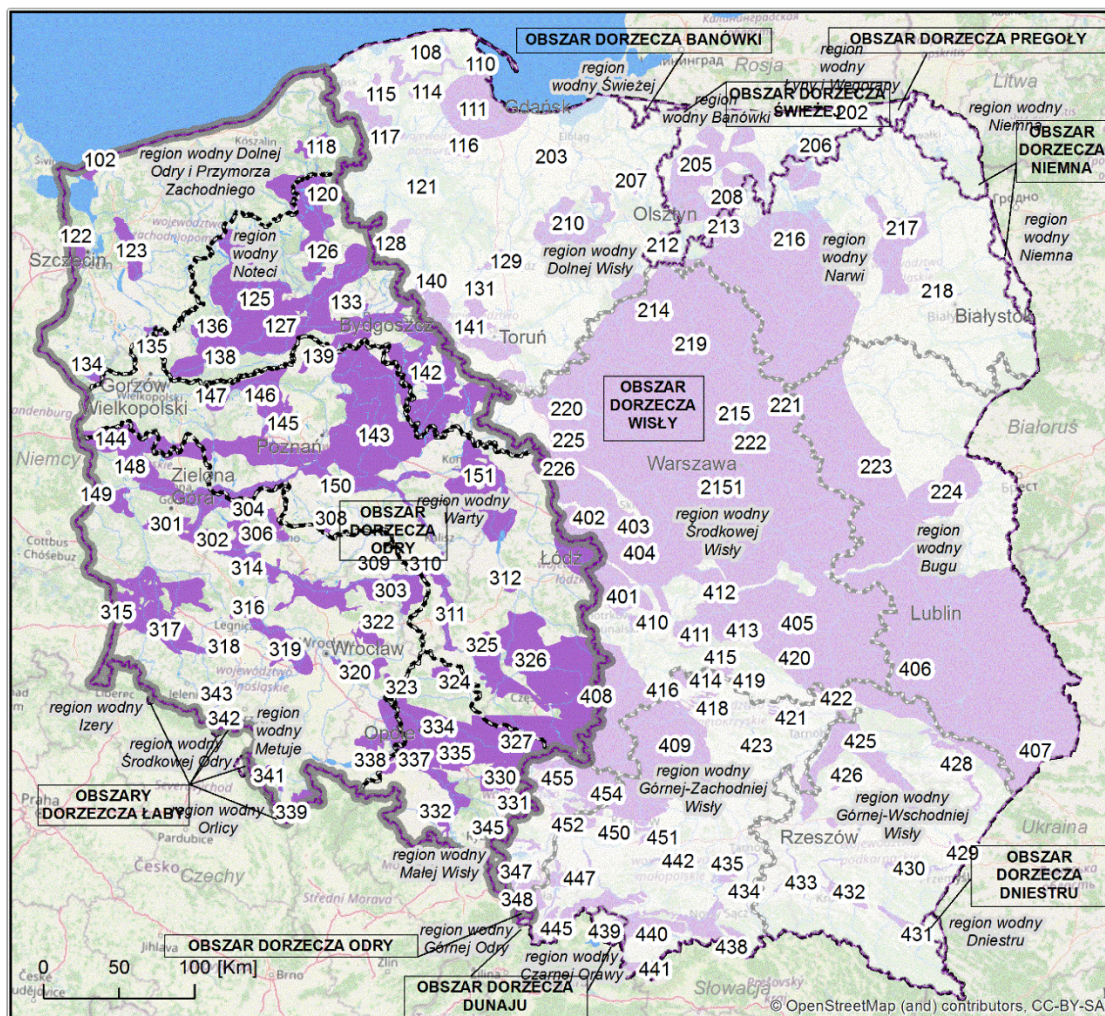 OBSZAR DORZECZA BANÓWKI
OBSZAR DORZECZA PREGOŁY
region
wodny Świeżej
region
wodny
Łyny i Węgorapy
Rosja
Litwa
108
110
Gdańsk
region
wodny Banówki
OBSZAR DORZECZA
ŚWIEŻEJ
202
region wodny
Niemna
115
114
111
117
116
118
102
region wodny Dolnej
Odry i Przymorza
Zachodniego
203
205
206
OBSZAR
DORZECZA
NIEMNA
120
121
207
208
Olsztyn
210
213
212
216
217
region
wodny
Niemna
122
Szczecin
123
region
wodny
Noteci
126
128
129
region wodny
Dolnej Wisły
region
wodny
Narwi
125
133
140
131
218
Białystok
136
127
Bydgoszcz
141
Toruń
214
135
138
139
219
134
Gorzów
Wielkopolski
142
147
146
145
220
OBSZAR
DORZECZA
WISŁY
215
221
144
Poznań
143
225
222
Białoruś
Niemcy
148
Zielona
Góra
226
Warszawa
223
149
150
151
2151
224
region wodny
Warty
301
304
308
OBSZAR
DORZECZA
ODRY
402
403
region wodny
Środkowej
Wisły
region
wodny
Bugu
302
306
404
Łódź
314
309
310
312
303
401
412
315
316
311
Lublin
317
322
410
411
413
405
318
319
Wrocław
325
326
415
420
320
406
343
323
324
416
414
419
422
342
408
418
421
region wodny
Izery
region
wodny
Metuje
Opole
334
327
409
423
425
407
region wodny
Środkowej Odry
338
337
335
428
341
330
455
region wodny
Górnej-Zachodniej
Wisły
426
region wodny
Górnej-Wschodniej
Wisły
OBSZARY
DORZECZA ŁABY
region wodny
Orlicy
339
332
331
454
345
452
450
451
Rzeszów
Ukraina
Czechy
Česko
region wodny
Małej Wisły
442
435
429
OBSZAR
DORZECZA
DNIESTRU
347
447
434
433
432
430
348
OBSZAR DORZECZA ODRY
region wodny
Górnej Odry
445
439
440
438
431
region wodny
Dniestru
region wodny
Czarnej Orawy
441
OBSZAR DORZECZA
DUNAJU
Słowacja
0 50 100 [Km]
© OpenStreetMap (and) contributors, CC-BY-SA